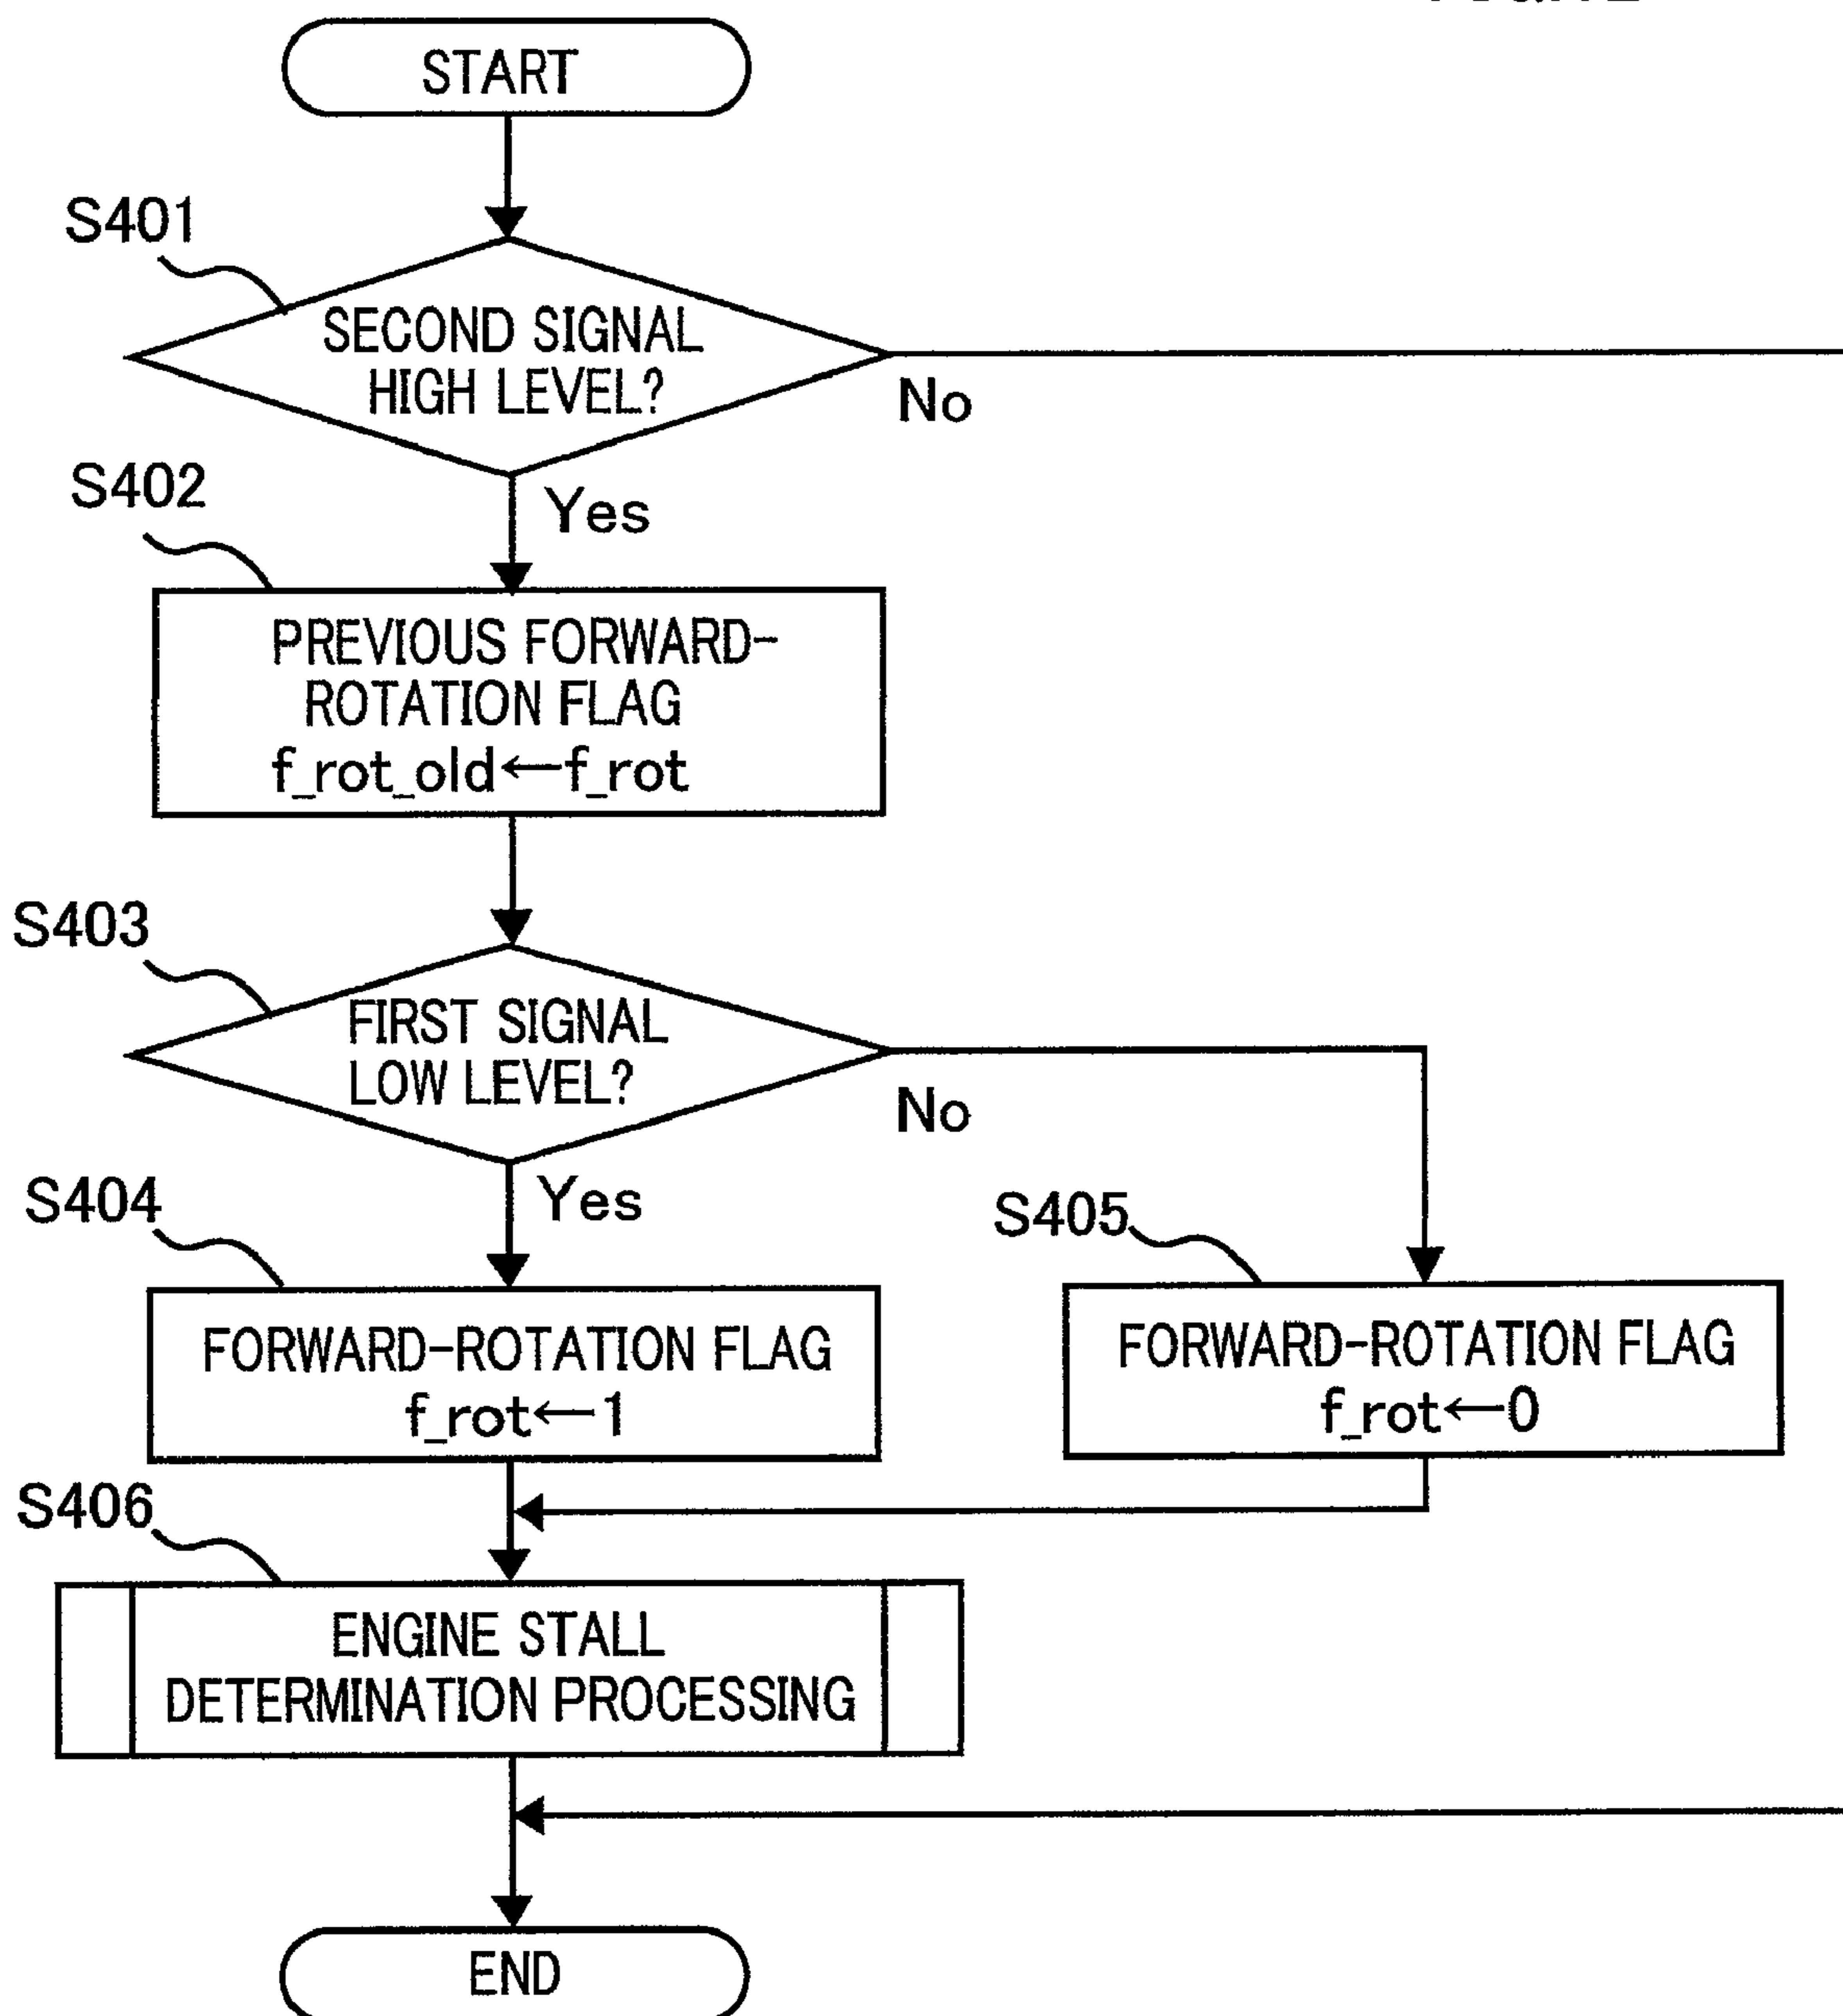 START
S401
SECOND SIGNAL
HIGH LEVEL?
No
S402
Yes
PREVIOUS FORWARD-
ROTATION FLAG
f_rot_old←f_rot
S403
FIRST SIGNAL
LOW LEVEL?
No
S404
Yes
S405
FORWARD-ROTATION FLAG
f_rot←1
FORWARD-ROTATION FLAG
f_rot←0
S406
ENGINE STALL
DETERMINATION PROCESSING
END